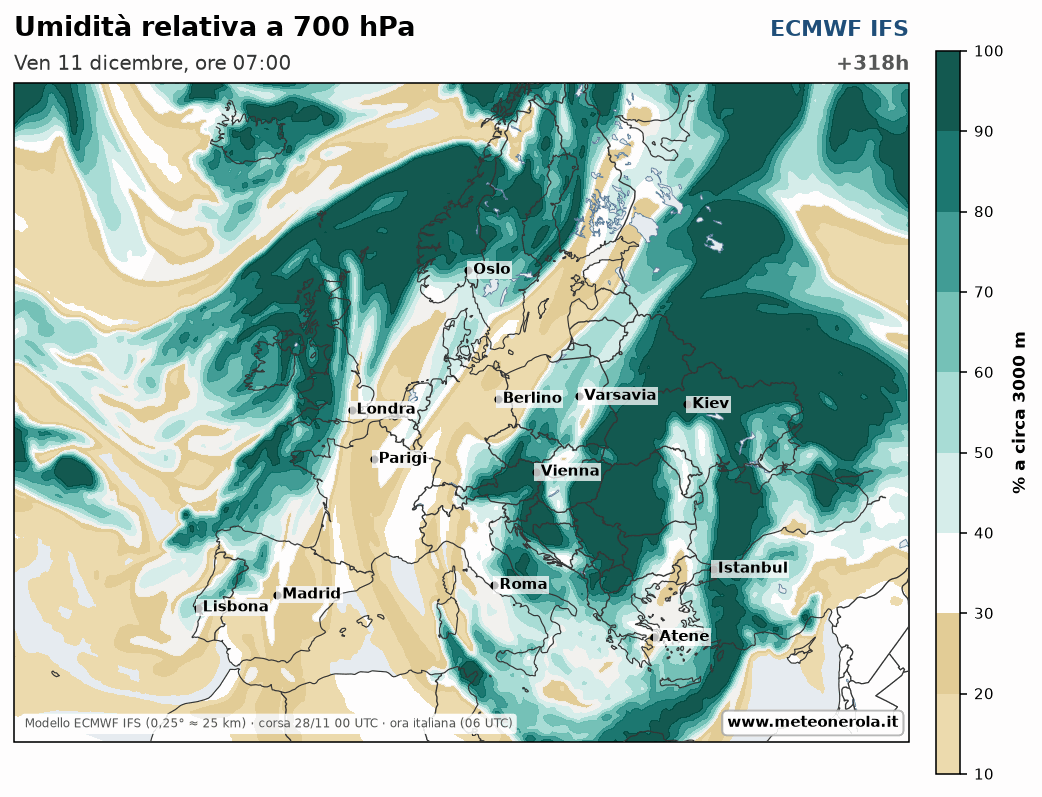 Umidità relativa a 700 hPa
ECMWF IFS
Ven 11 dicembre, ore 07:00
+318h
100
90
80
70
60
50
40
30
20
10
% a circa 3000 m
Oslo
Berlino
Varsavia
Kiev
Londra
Parigi
Vienna
Istanbul
Roma
Madrid
Lisbona
Atene
Modello ECMWF IFS (0,25° ≈ 25 km) · corsa 28/11 00 UTC · ora italiana (06 UTC)
www.meteonerola.it